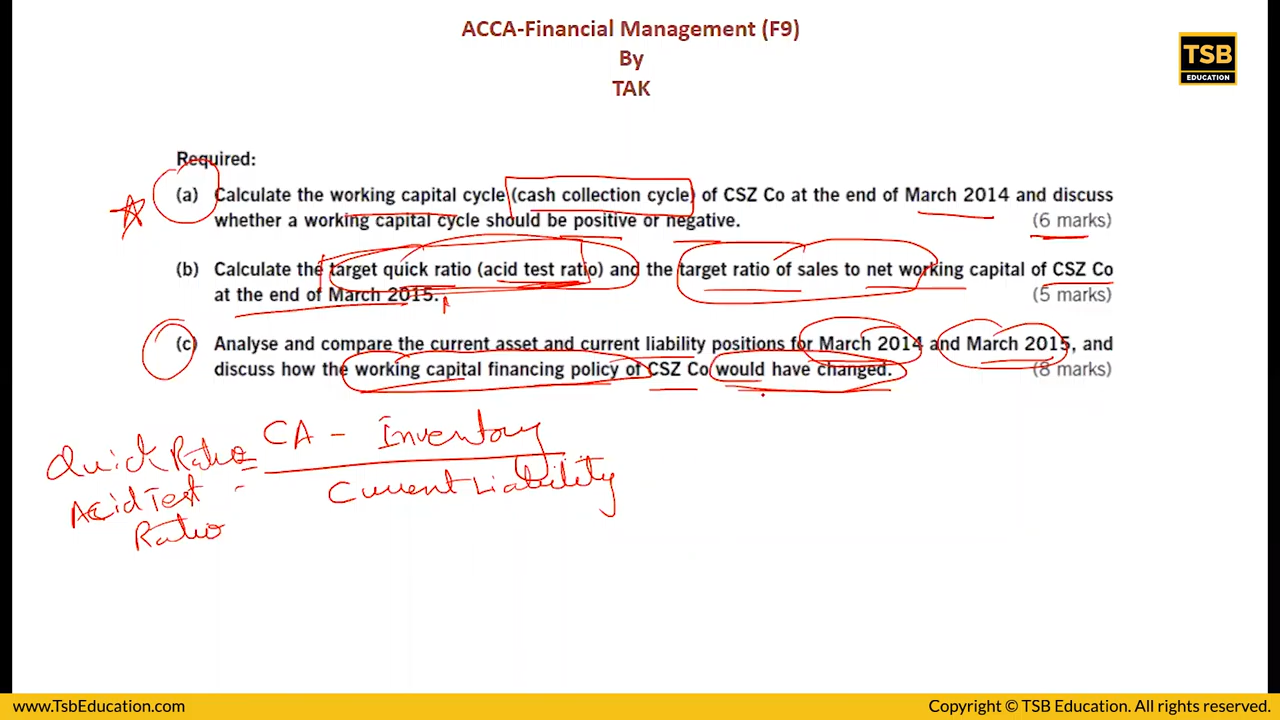 ACCA-Financial Management (F9)
By
TAK
TSB
EDUCATION
Required:
(a) Calculate the working capital cycle (cash collection cycle) of CSZ Co at the end of March 2014 and discuss
whether a working capital cycle should be positive or negative. (6 marks)
(b) Calculate the target quick ratio (acid test ratio) and the target ratio of sales to net working capital of CSZ Co
at the end of March 2015. (5 marks)
(c) Analyse and compare the current asset and current liability positions for March 2014 and March 2015, and
discuss how the working capital financing policy of CSZ Co would have changed. (8 marks)
Quick Ratio = CA - Inventory
Acid Test Current Liability
Ratio
www.TsbEducation.com Copyright © TSB Education. All rights reserved.